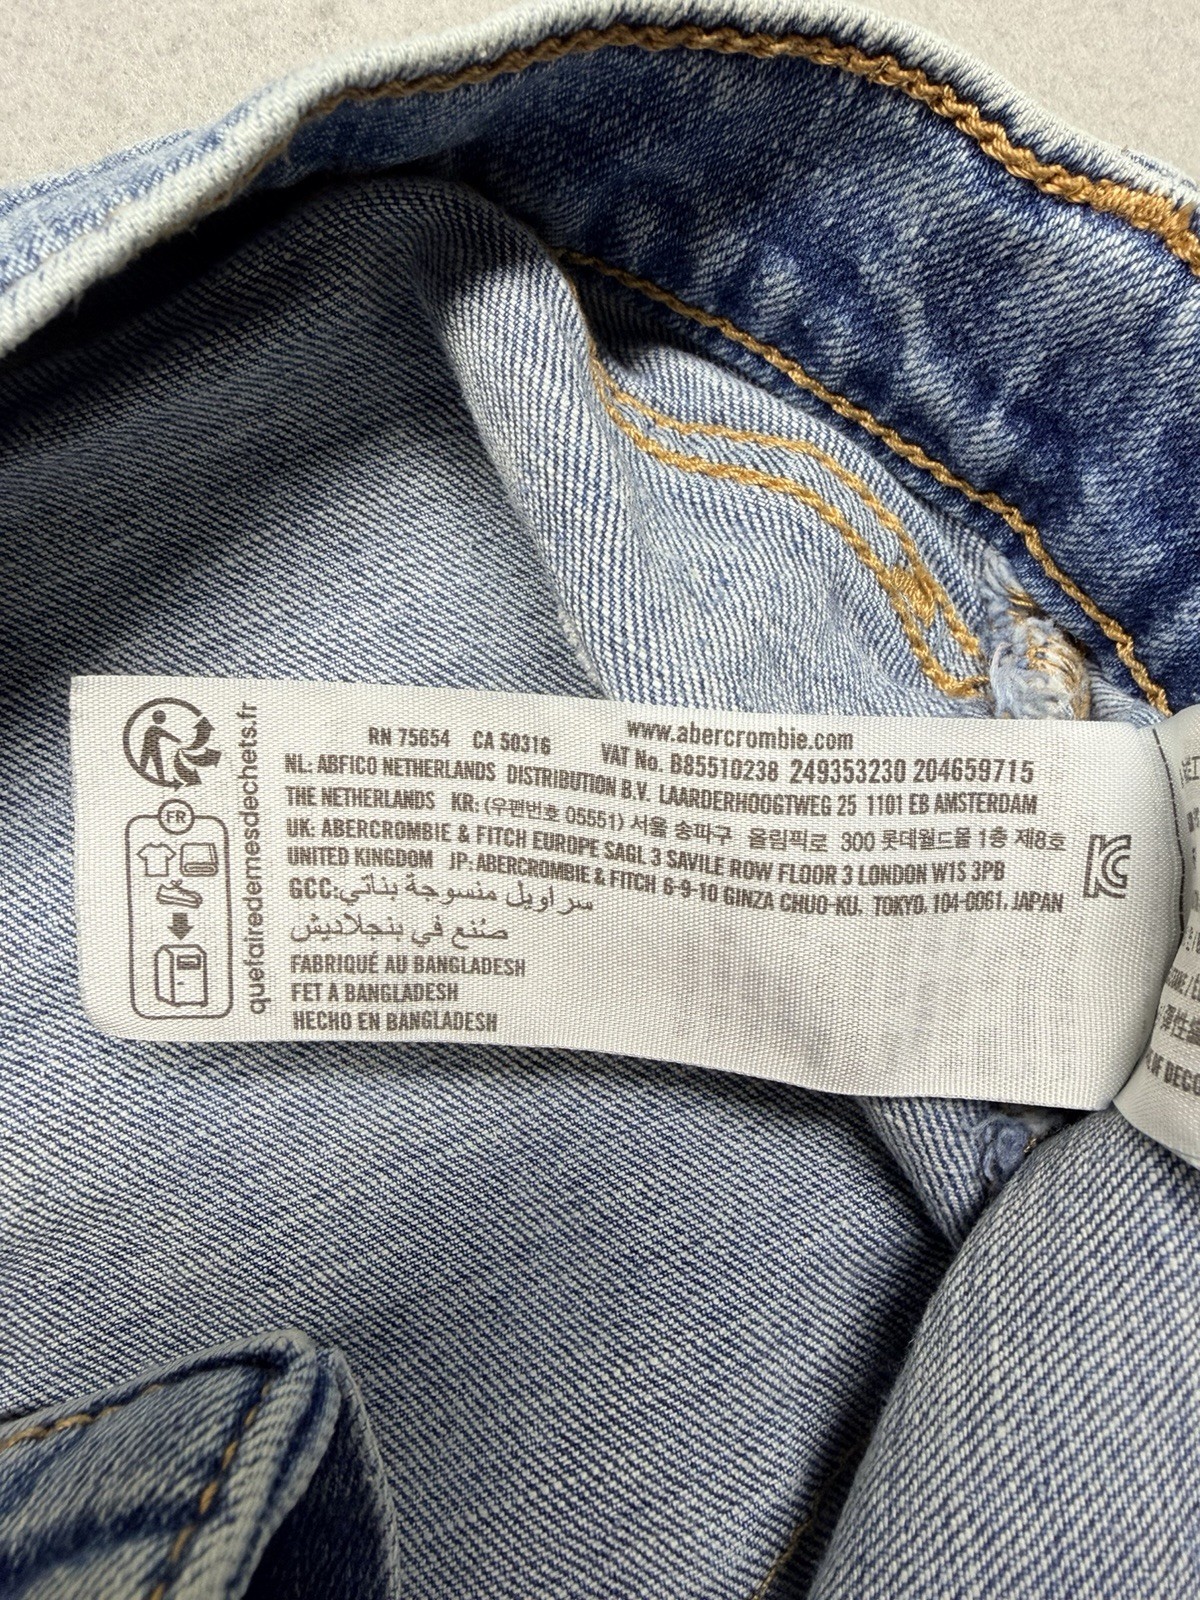 FR
quefairedemesdechets.fr
RN 75654 CA 50316
www.abercrombie.com
VAT No. B85510238 249353230 204659715
NL: ABFICO NETHERLANDS DISTRIBUTION B.V. LAARDERHOOGTWEG 25 1101 EB AMSTERDAM
THE NETHERLANDS KR: (우편번호 05551) 서울 송파구 올림픽로 300 롯데월드몰 1층 제8호
UK: ABERCROMBIE & FITCH EUROPE SAGL 3 SAVILE ROW FLOOR 3 LONDON W1S 3PB
UNITED KINGDOM JP: ABERCROMBIE & FITCH 6-9-10 GINZA CHUO-KU, TOKYO, 104-0061, JAPAN
GCC: سراويل منسوجة بناتي
صُنع في بنجلاديش
FABRIQUÉ AU BANGLADESH
FET A BANGLADESH
HECHO EN BANGLADESH